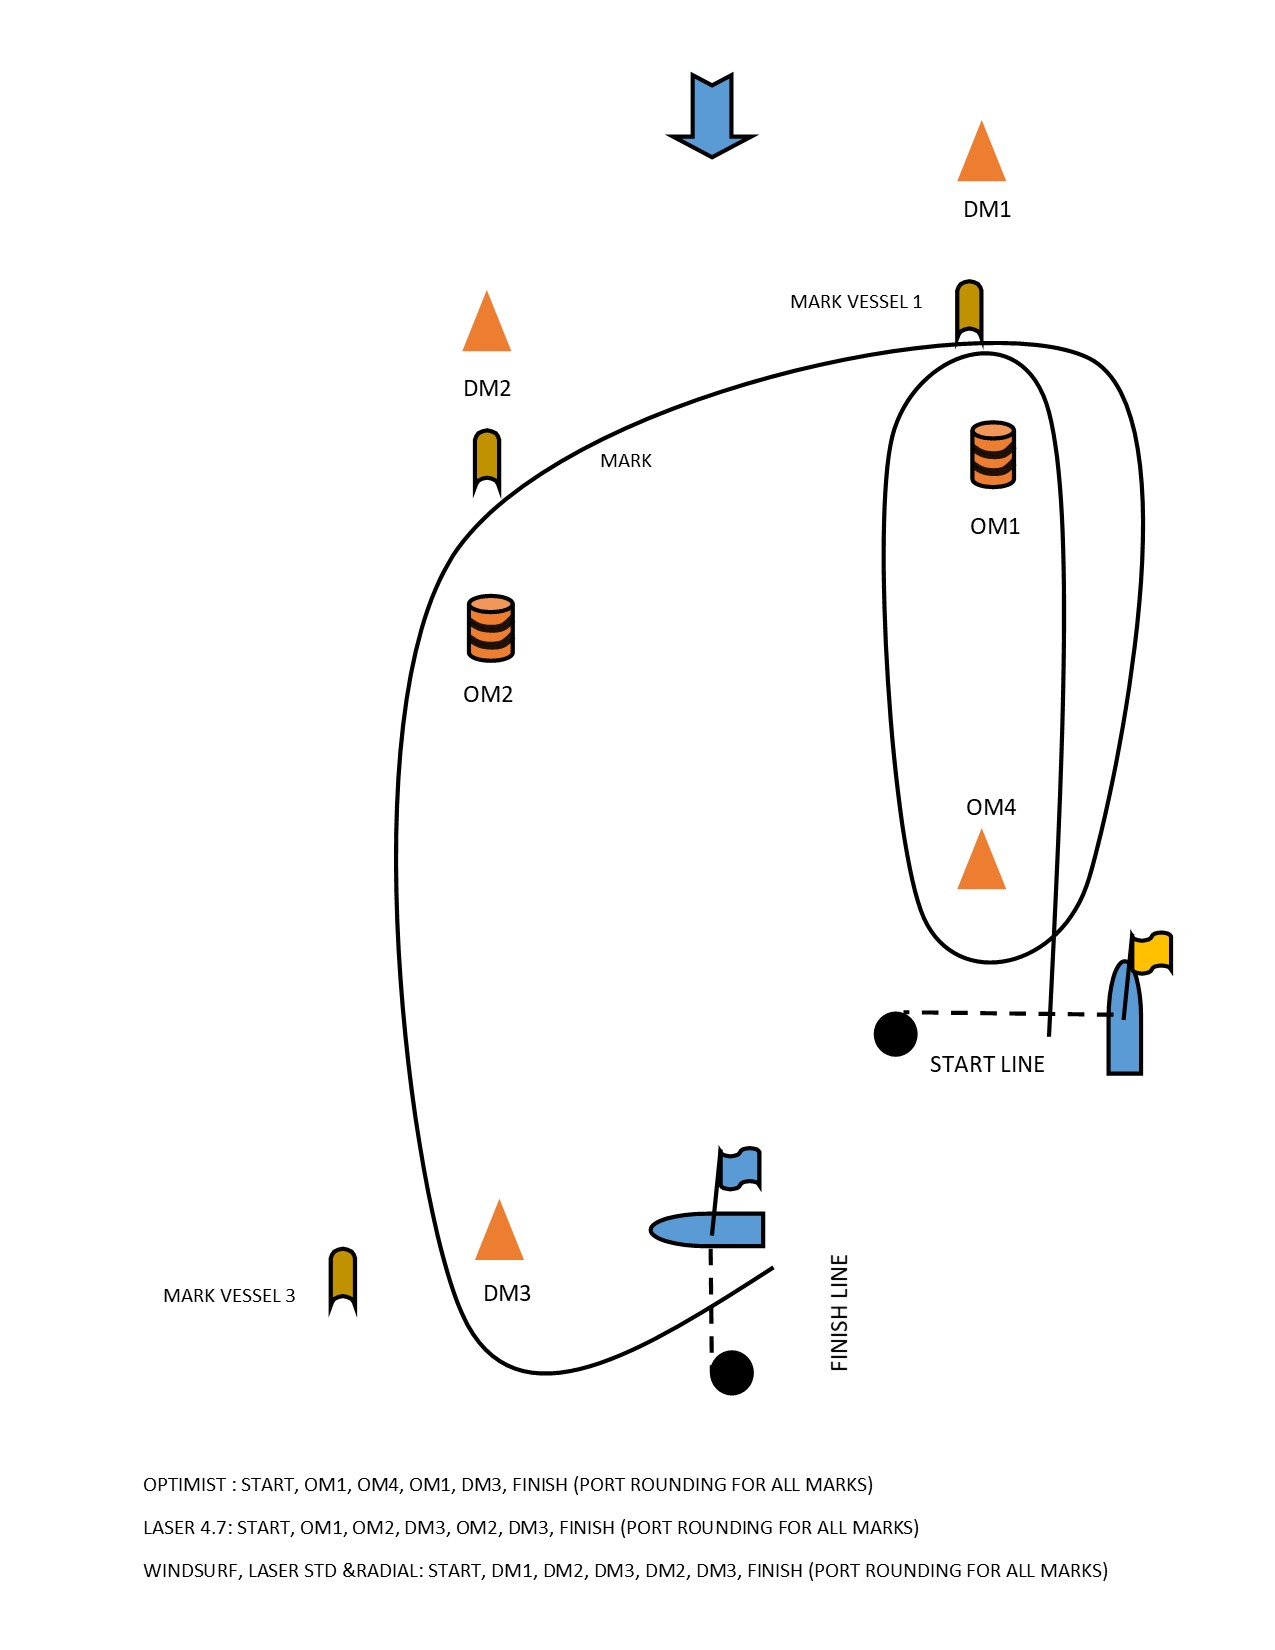 DM1
MARK VESSEL 1
DM2
MARK
OM1
OM2
OM4
START LINE
FINISH LINE
DM3
MARK VESSEL 3
OPTIMIST : START, OM1, OM4, OM1, DM3, FINISH (PORT ROUNDING FOR ALL MARKS)
LASER 4.7: START, OM1, OM2, DM3, OM2, DM3, FINISH (PORT ROUNDING FOR ALL MARKS)
WINDSURF, LASER STD &RADIAL: START, DM1, DM2, DM3, DM2, DM3, FINISH (PORT ROUNDING FOR ALL MARKS)